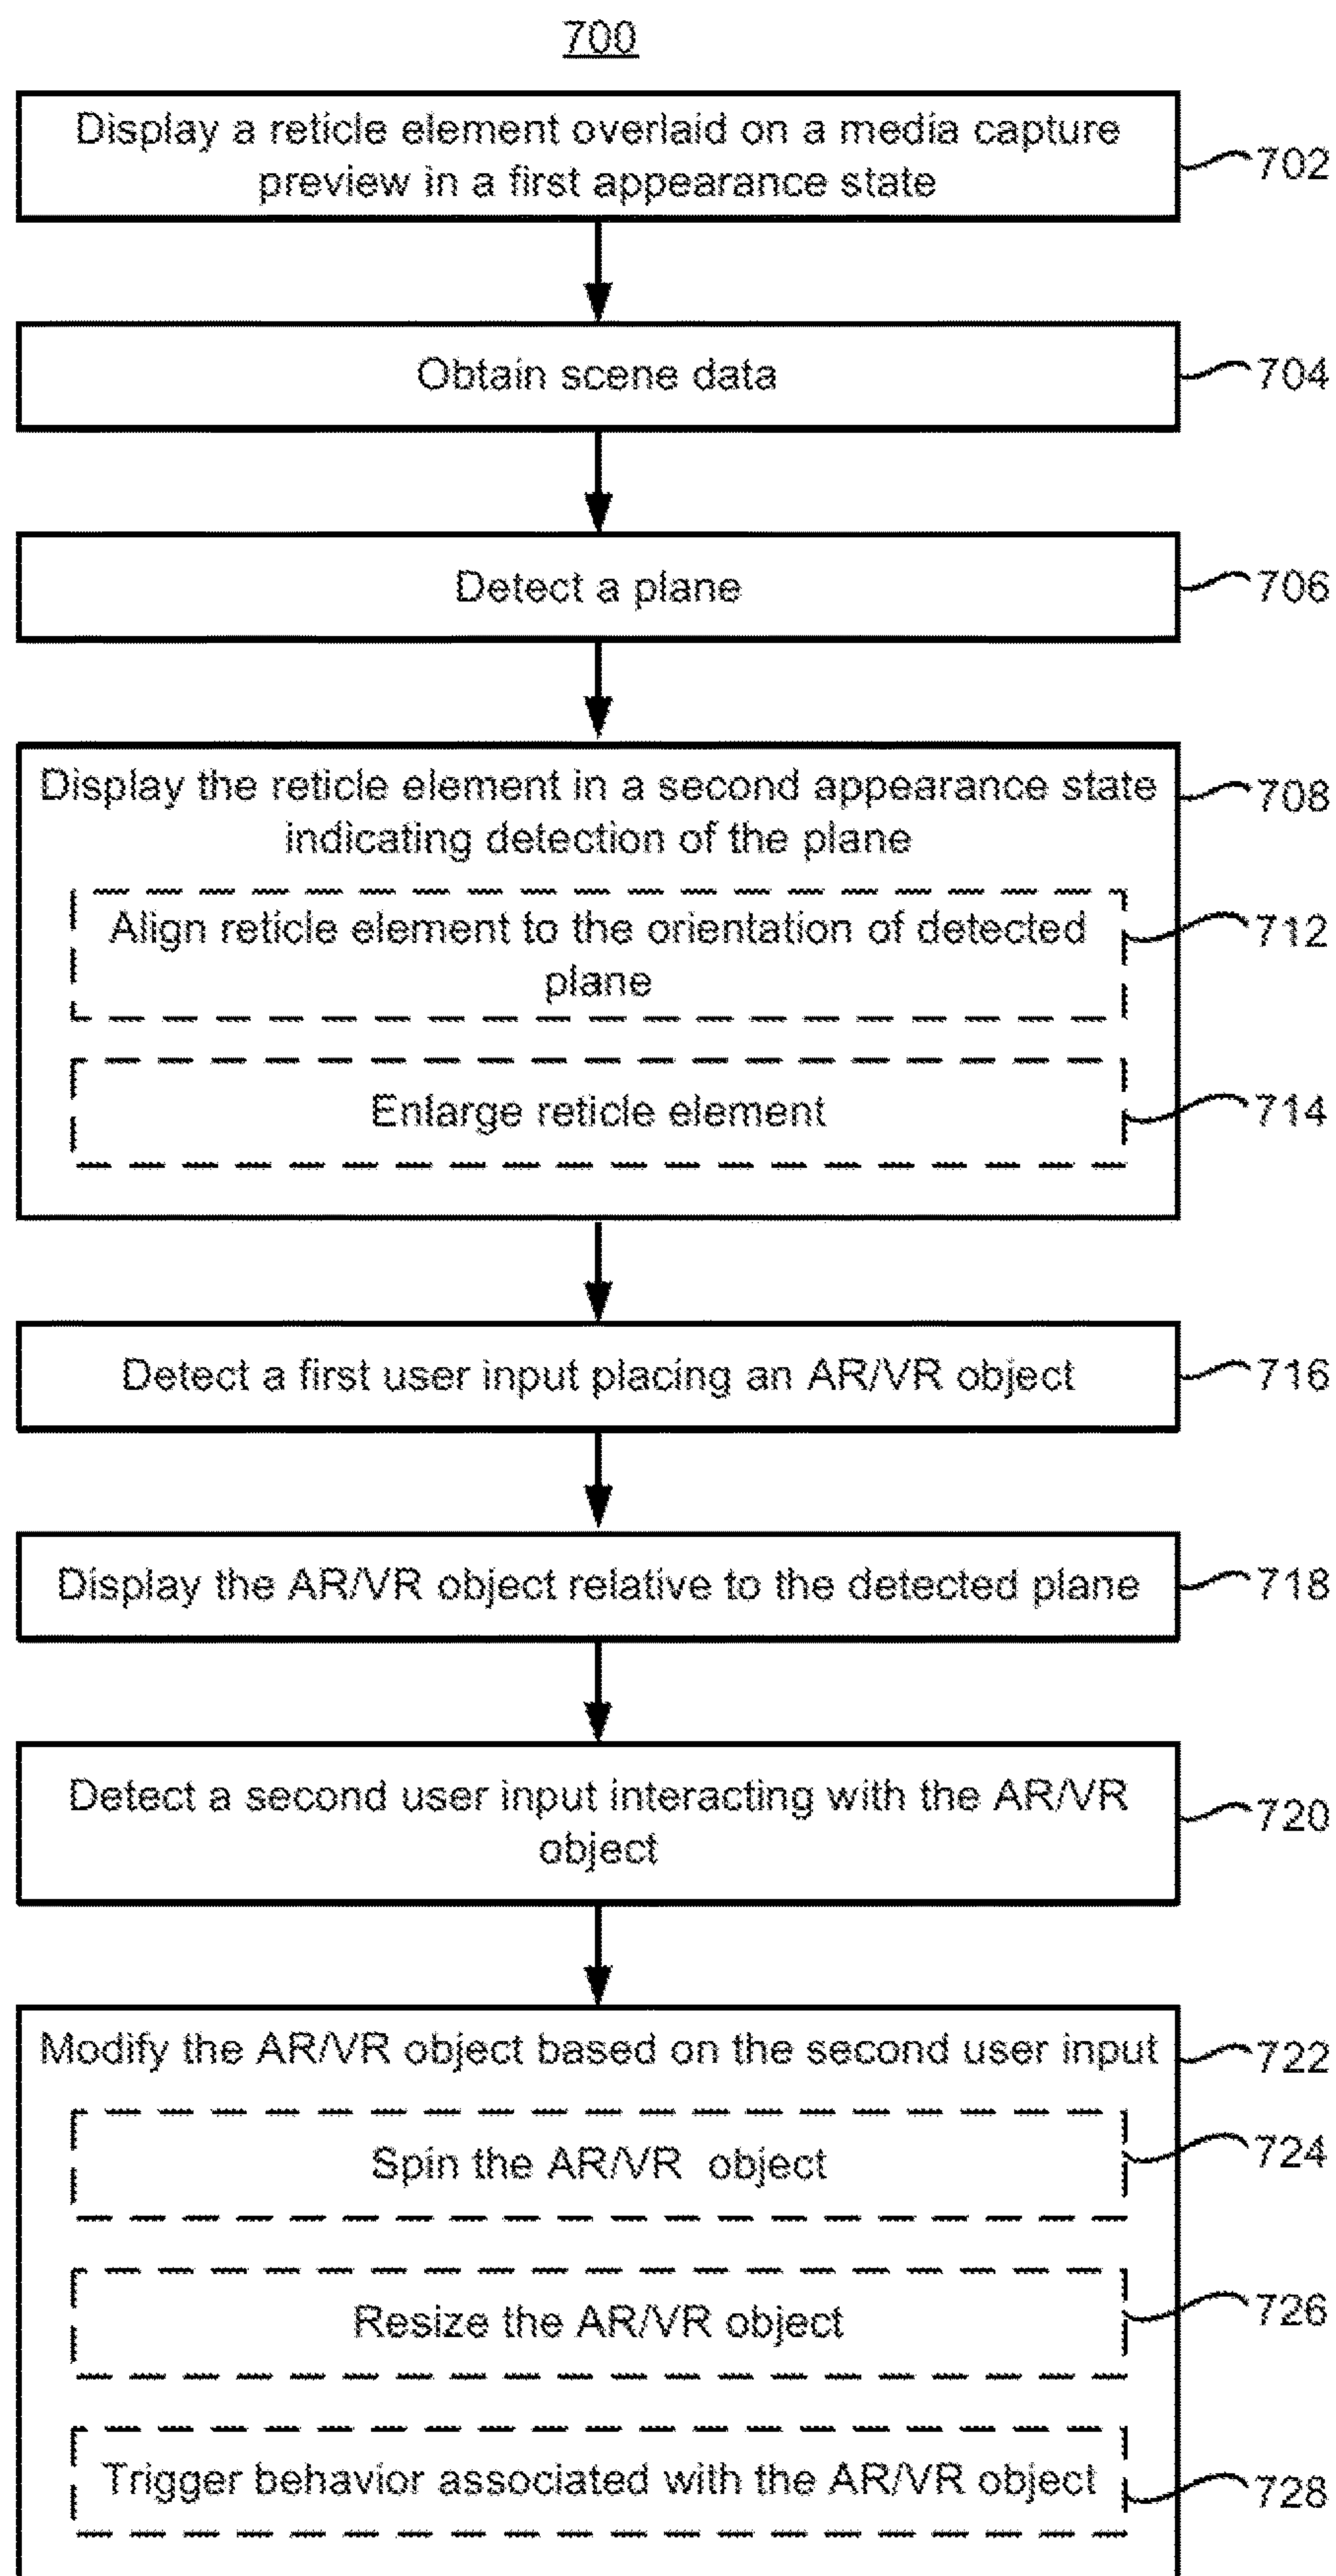 700
Display a reticle element overlaid on a media capture
preview in a first appearance state
702
Obtain scene data
704
Detect a plane
706
Display the reticle element in a second appearance state
indicating detection of the plane
708
Align reticle element to the orientation of detected
plane
712
Enlarge reticle element
714
Detect a first user input placing an AR/VR object
716
Display the AR/VR object relative to the detected plane
718
Detect a second user input interacting with the AR/VR
object
720
Modify the AR/VR object based on the second user input
722
Spin the AR/VR object
724
Resize the AR/VR object
726
Trigger behavior associated with the AR/VR object
728